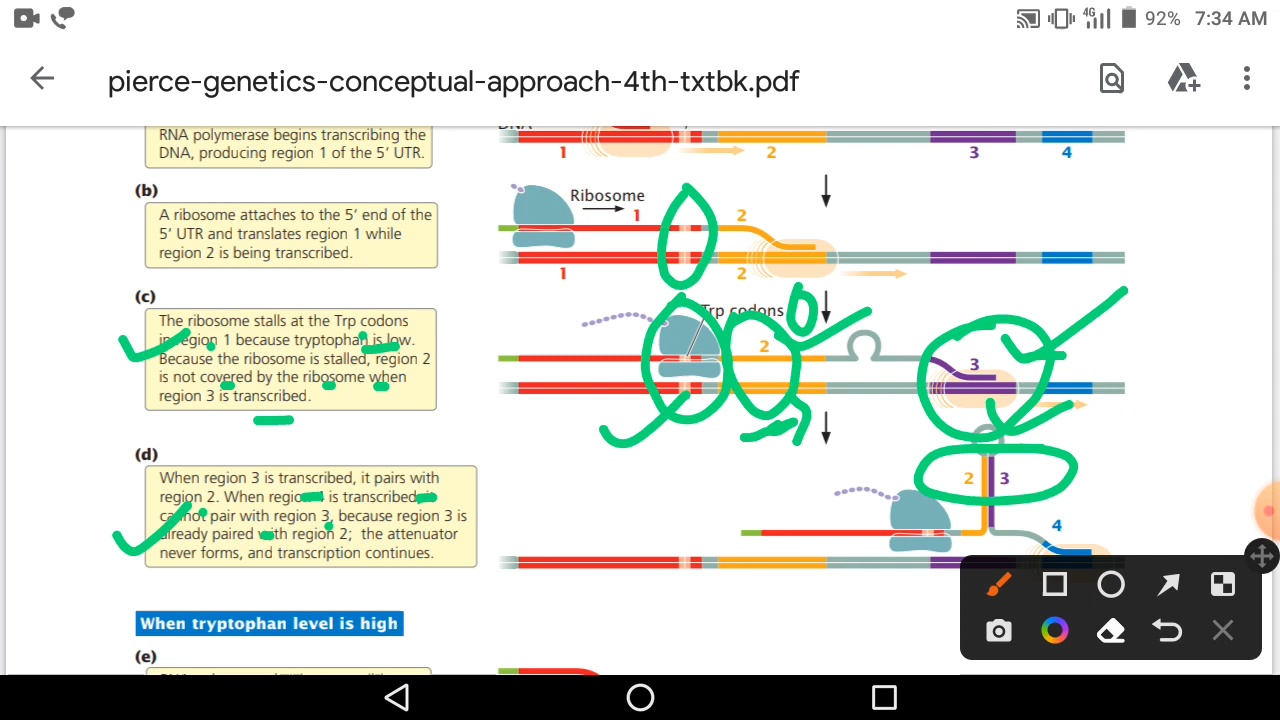 4G 92% 7:34 AM
pierce-genetics-conceptual-approach-4th-txtbk.pdf
RNA polymerase begins transcribing the
DNA, producing region 1 of the 5′ UTR.
1 2 3 4
(b)
A ribosome attaches to the 5′ end of the
5′ UTR and translates region 1 while
region 2 is being transcribed.
Ribosome
1 2
1 2
(c)
The ribosome stalls at the Trp codons
in region 1 because tryptophan is low.
Because the ribosome is stalled, region 2
is not covered by the ribosome when
region 3 is transcribed.
Trp codons
2 3
(d)
When region 3 is transcribed, it pairs with
region 2. When region 4 is transcribed, it
cannot pair with region 3, because region 3 is
already paired with region 2; the attenuator
never forms, and transcription continues.
2 3
4
When tryptophan level is high
(e)